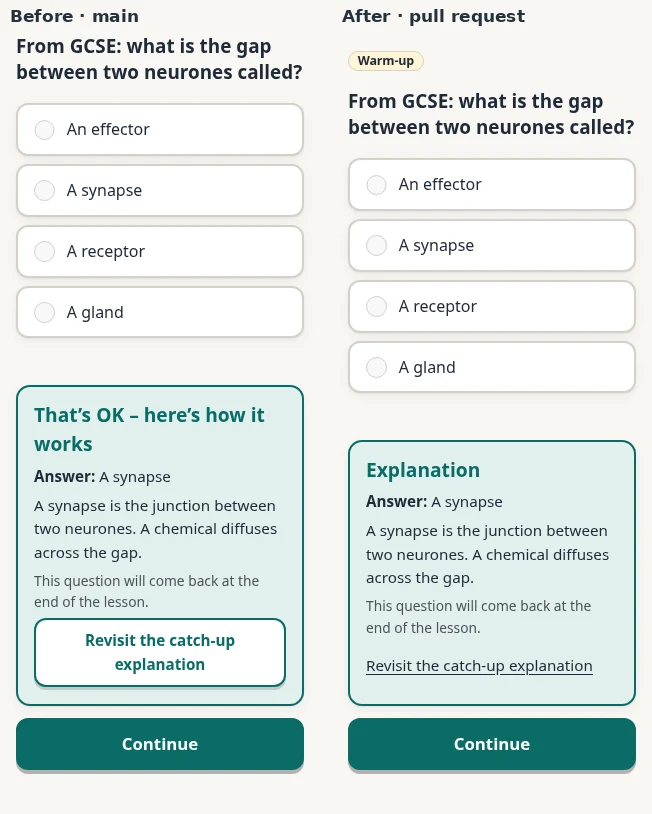 Before · main
From GCSE: what is the gap
between two neurones called?
An effector
A synapse
A receptor
A gland
That’s OK – here’s how it
works
Answer: A synapse
A synapse is the junction between
two neurones. A chemical diffuses
across the gap.
This question will come back at the
end of the lesson.
Revisit the catch-up
explanation
Continue
After · pull request
Warm-up
From GCSE: what is the gap
between two neurones called?
An effector
A synapse
A receptor
A gland
Explanation
Answer: A synapse
A synapse is the junction between
two neurones. A chemical diffuses
across the gap.
This question will come back at the
end of the lesson.
Revisit the catch-up explanation
Continue